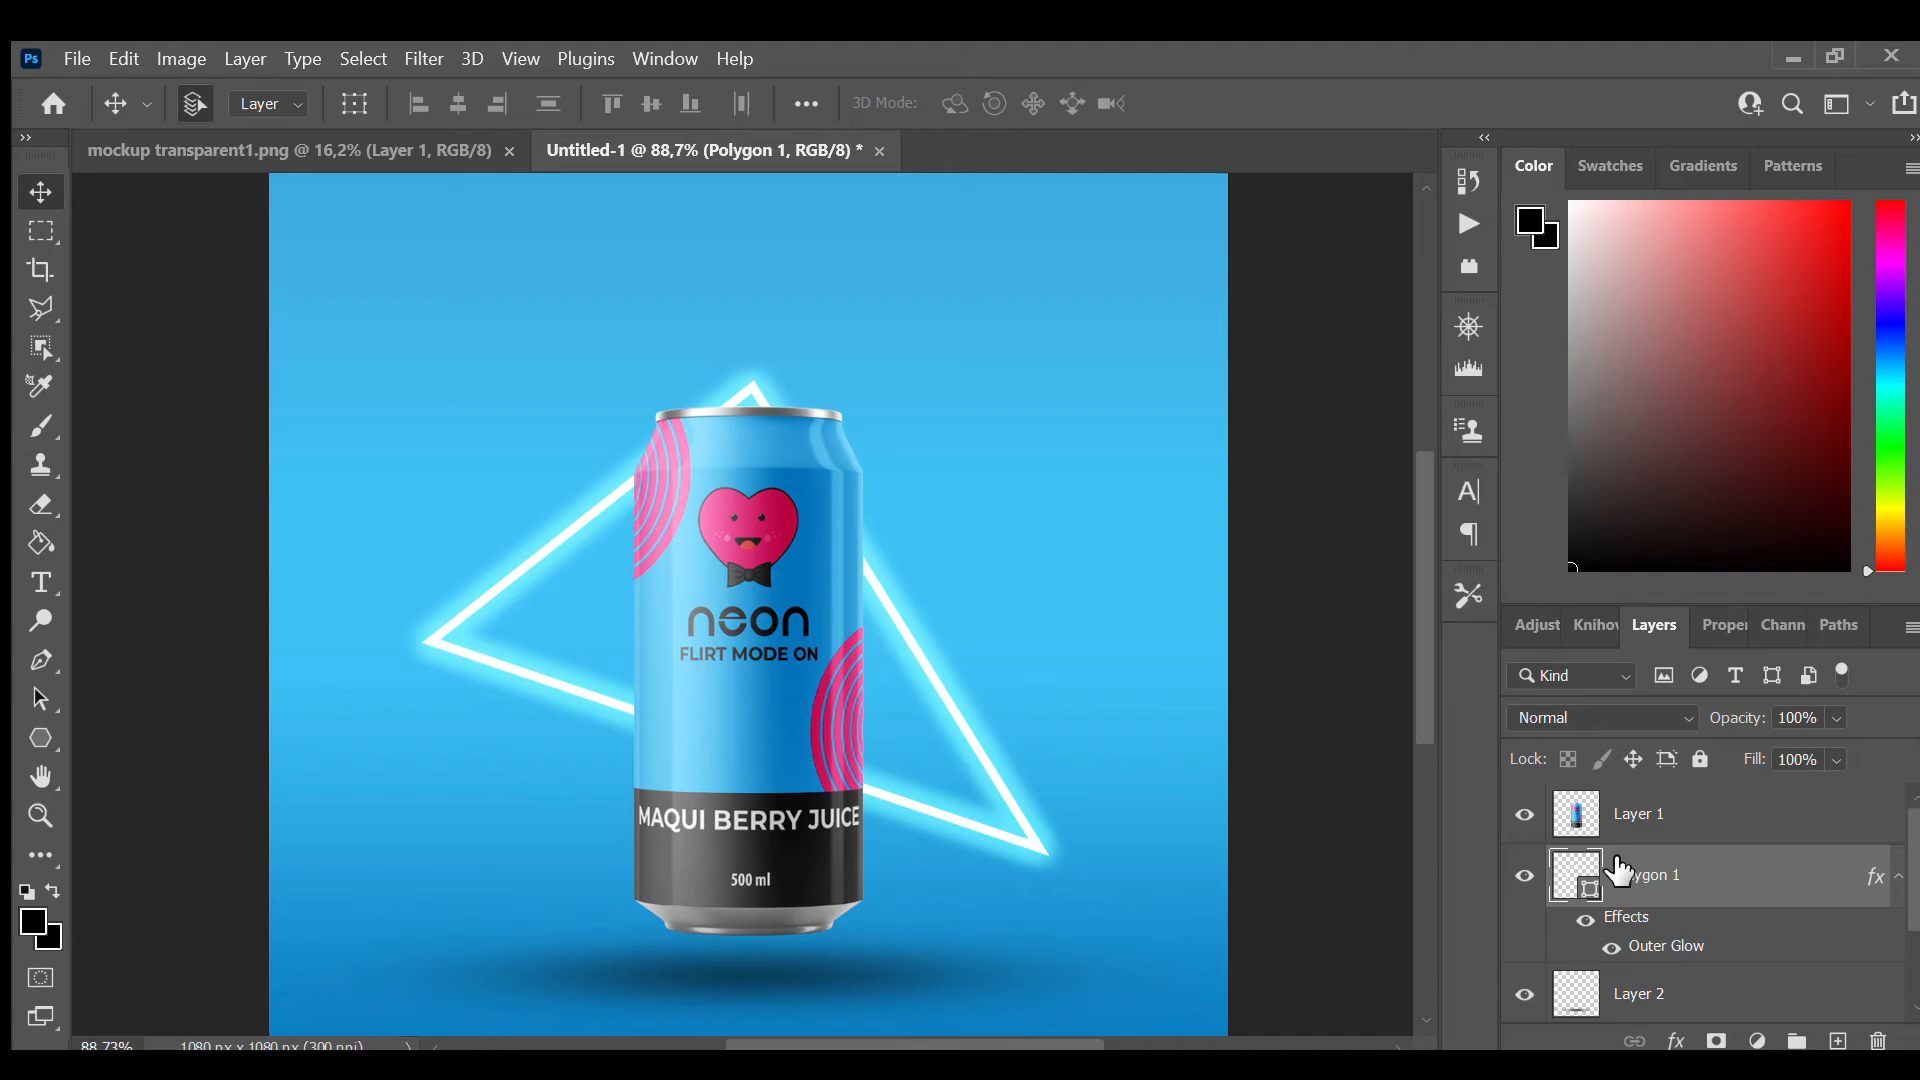 Ps File Edit Image Layer Type Select Filter 3D View Plugins Window Help
Layer 3D Mode:
mockup transparent1.png @ 16,2% (Layer 1, RGB/8) Untitled-1 @ 88,7% (Polygon 1, RGB/8) *
Color Swatches Gradients Patterns
neon
FLIRT MODE ON
MAQUI BERRY JUICE
500 ml
Adjust Knihov Layers Proper Chann Paths
Kind
Normal Opacity: 100%
Lock: Fill: 100%
Layer 1
ygon 1 fx
Effects
Outer Glow
Layer 2
88,73% 1080 px x 1080 px (300 ppi)
fx